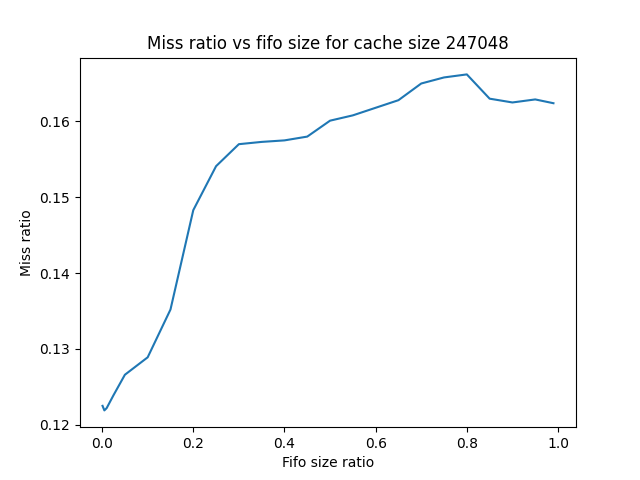 Miss ratio vs fifo size for cache size 247048
Miss ratio
0.16
0.15
0.14
0.13
0.12
0.0 0.2 0.4 0.6 0.8 1.0
Fifo size ratio